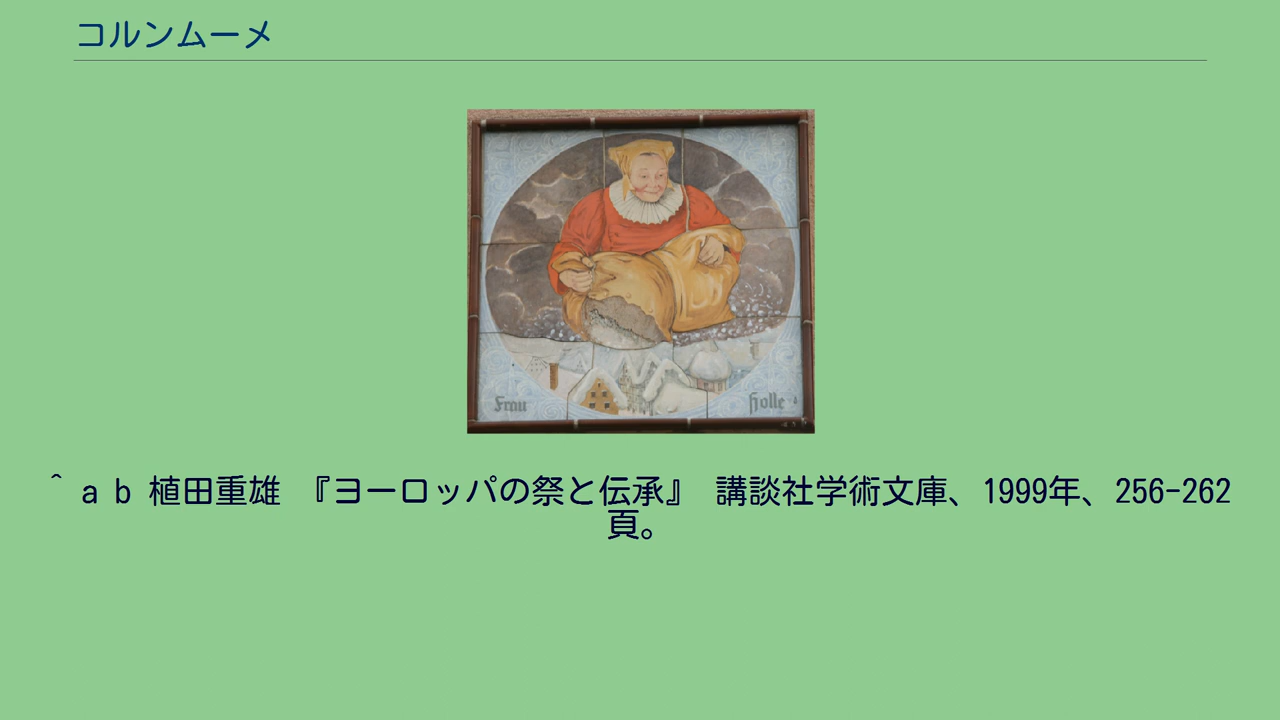 コルンムーメ
Frau Holle
^ a b 植田重雄 『ヨーロッパの祭と伝承』 講談社学術文庫、1999年、256-262
頁。